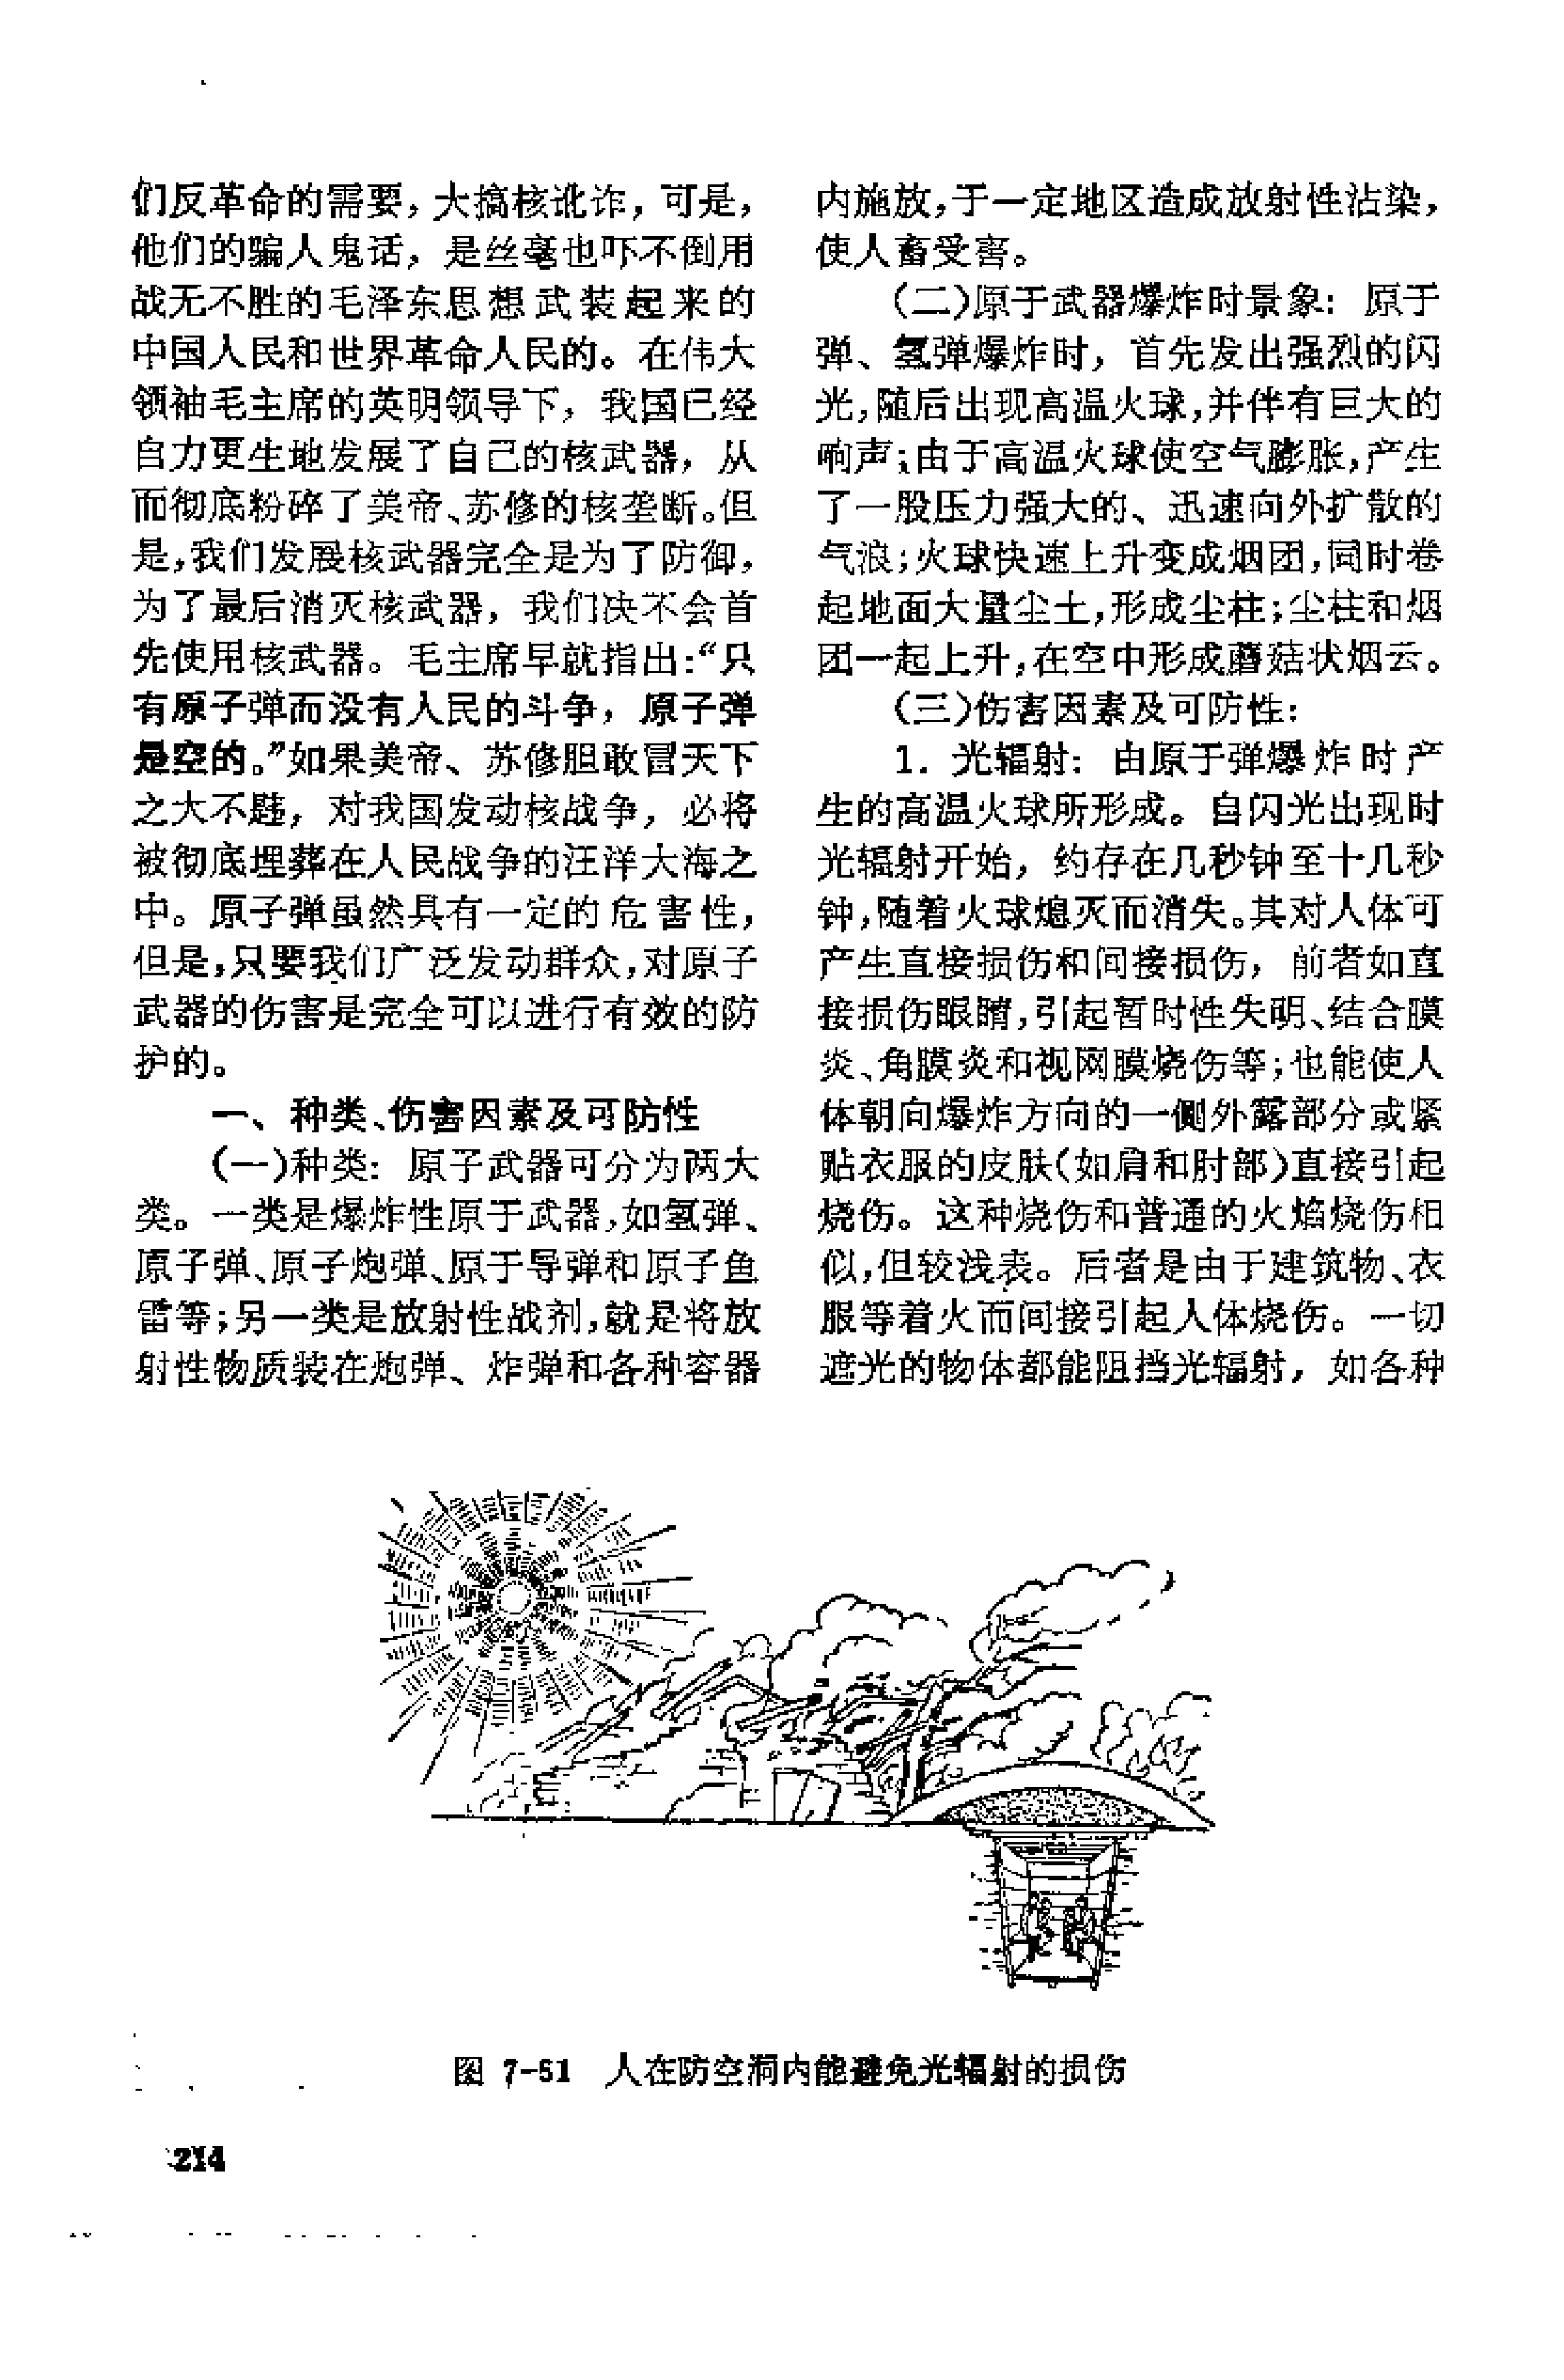 们反革命的需要，大搞核讹诈，可是，
他们的骗人鬼话，是丝毫也吓不倒用
战无不胜的毛泽东思想武装起来的
中国人民和世界革命人民的。在伟大
领袖毛主席的英明领导下，我国已经
自力更生地发展了自己的核武器，从
而彻底粉碎了美帝、苏修的核垄断。但
是，我们发展核武器完全是为了防御，
为了最后消灭核武器，我们决不会首
先使用核武器。毛主席早就指出：“只
有原子弹而没有人民的斗争，原子弹
是空的。”如果美帝、苏修胆敢冒天下
之大不韪，对我国发动核战争，必将
被彻底埋葬在人民战争的汪洋大海之
中。原子弹虽然具有一定的危害性，
但是，只要我们广泛发动群众，对原子
武器的伤害是完全可以进行有效的防
护的。
一、种类、伤害因素及可防性
(一)种类：原子武器可分为两大
类。一类是爆炸性原子武器，如氢弹、
原子弹、原子炮弹、原子导弹和原子鱼
雷等；另一类是放射性战剂，就是将放
射性物质装在炮弹、炸弹和各种容器
内施放，于一定地区造成放射性沾染，
使人畜受害。
(二)原子武器爆炸时景象：原子
弹、氢弹爆炸时，首先发出强烈的闪
光，随后出现高温火球，并伴有巨大的
响声；由于高温火球使空气膨胀，产生
了一股压力强大的、迅速向外扩散的
气浪；火球快速上升变成烟团，同时卷
起地面大量尘土，形成尘柱；尘柱和烟
团一起上升，在空中形成蘑菇状烟云。
(三)伤害因素及可防性：
1. 光辐射：由原子弹爆炸时产
生的高温火球所形成。自闪光出现时
光辐射开始，约存在几秒钟至十几秒
钟，随着火球熄灭而消失。其对人体可
产生直接损伤和间接损伤，前者如直
接损伤眼睛，引起暂时性失明、结合膜
炎、角膜炎和视网膜烧伤等；也能使人
体朝向爆炸方向的一侧外露部分或紧
贴衣服的皮肤(如肩和肘部)直接引起
烧伤。这种烧伤和普通的火焰烧伤相
似，但较浅表。后者是由于建筑物、衣
服等着火而间接引起人体烧伤。一切
遮光的物体都能阻挡光辐射，如各种
图 7-51 人在防空洞内能避免光辐射的损伤
214